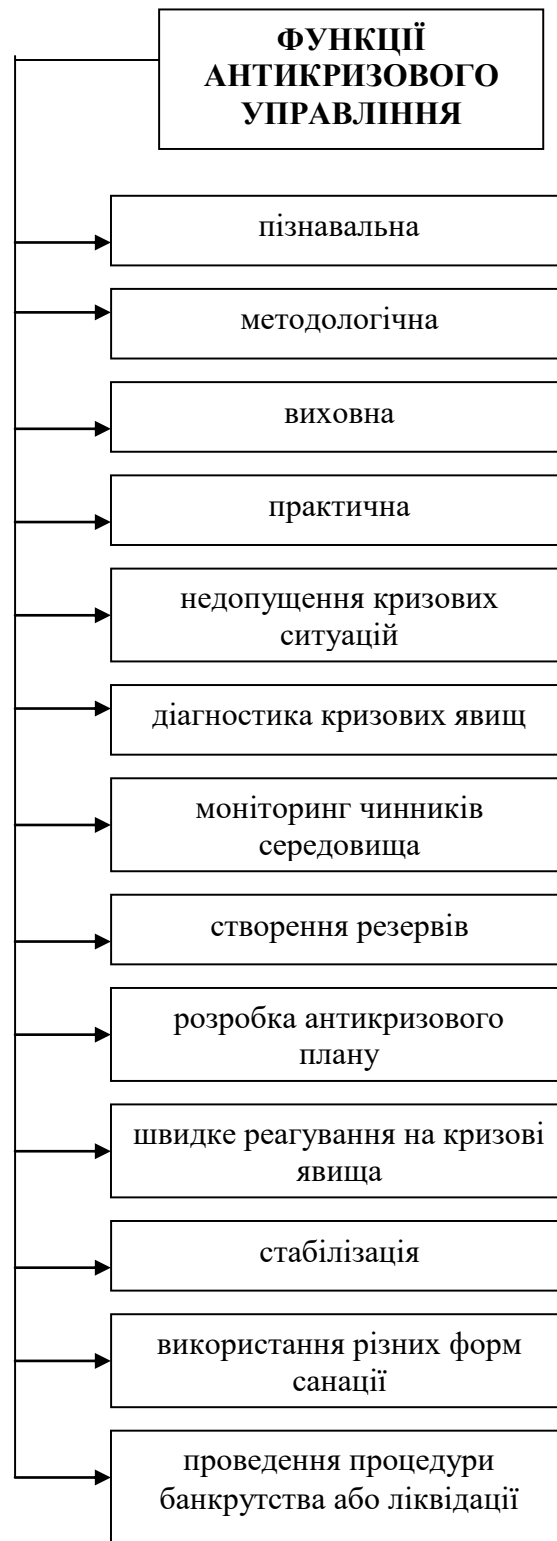 ФУНКЦІЇ
АНТИКРИЗОВОГО
УПРАВЛІННЯ
пізнавальна
методологічна
виховна
практична
недопущення кризових
ситуацій
діагностика кризових явищ
моніторинг чинників
середовища
створення резервів
розробка антикризового
плану
швидке реагування на кризові
явища
стабілізація
використання різних форм
санації
проведення процедури
банкрутства або ліквідації